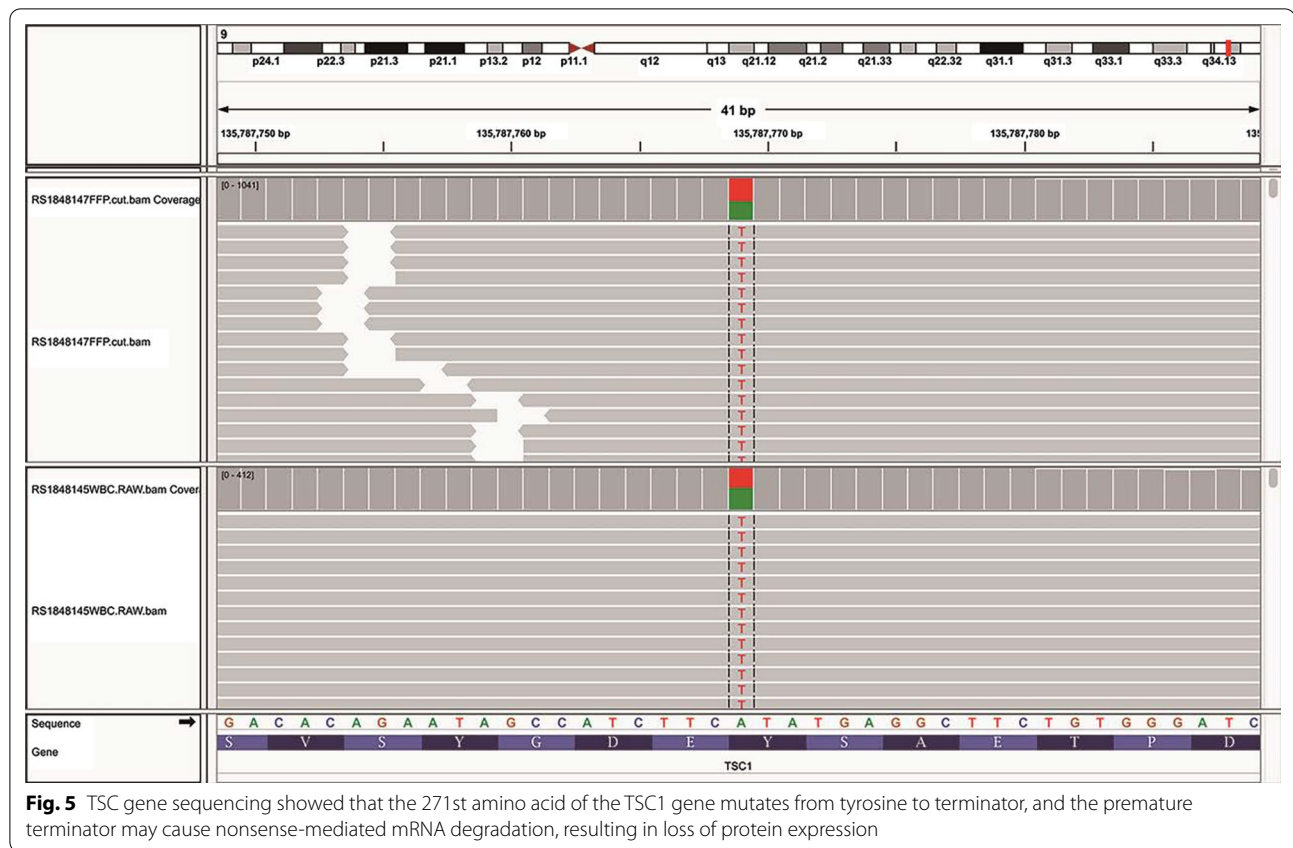 9
p24.1 p22.3 p21.3 p21.1 p13.2 p12 p11.1 q12 q13 q21.12 q21.2 q21.33 q22.32 q31.1 q31.3 q33.1 q33.3 q34.13
41 bp
135,787,750 bp 135,787,760 bp 135,787,770 bp 135,787,780 bp 135
RS1848147FFP.cut.bam Coverage [0 - 1041]
T
T
T
T
T
T
T
T
RS1848147FFP.cut.bam T
T
T
T
T
T
T
T
RS1848145WBC.RAW.bam Cover [0 - 412]
T
T
T
T
T
T
RS1848145WBC.RAW.bam T
T
T
T
T
T
T
Sequence G A C A C A G A A T A G C C A T C T T C A T A T G A G G C T T C T G T G G G A T C
Gene S V S Y G D E Y S A E T P D
TSC1
Fig. 5 TSC gene sequencing showed that the 271st amino acid of the TSC1 gene mutates from tyrosine to terminator, and the premature
terminator may cause nonsense-mediated mRNA degradation, resulting in loss of protein expression